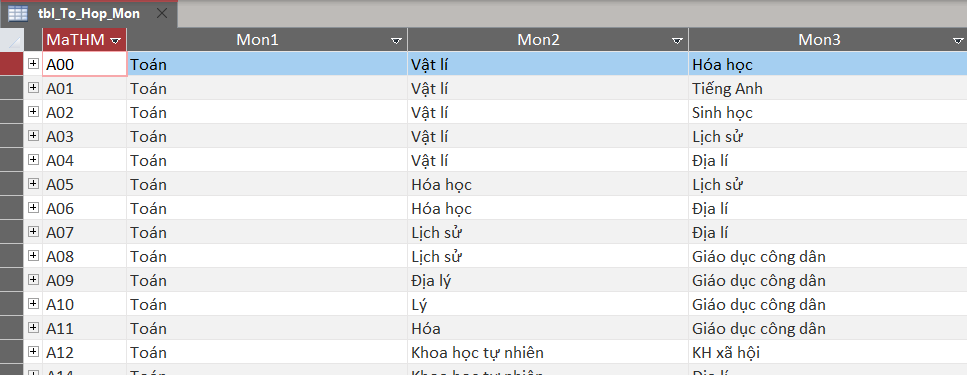 tbl_To_Hop_Mon
MaTHM Mon1 Mon2 Mon3
A00 Toán Vật lí Hóa học
A01 Toán Vật lí Tiếng Anh
A02 Toán Vật lí Sinh học
A03 Toán Vật lí Lịch sử
A04 Toán Vật lí Địa lí
A05 Toán Hóa học Lịch sử
A06 Toán Hóa học Địa lí
A07 Toán Lịch sử Địa lí
A08 Toán Lịch sử Giáo dục công dân
A09 Toán Địa lý Giáo dục công dân
A10 Toán Lý Giáo dục công dân
A11 Toán Hóa Giáo dục công dân
A12 Toán Khoa học tự nhiên KH xã hội
A14 Toán Khoa học tự nhiên Địa lí